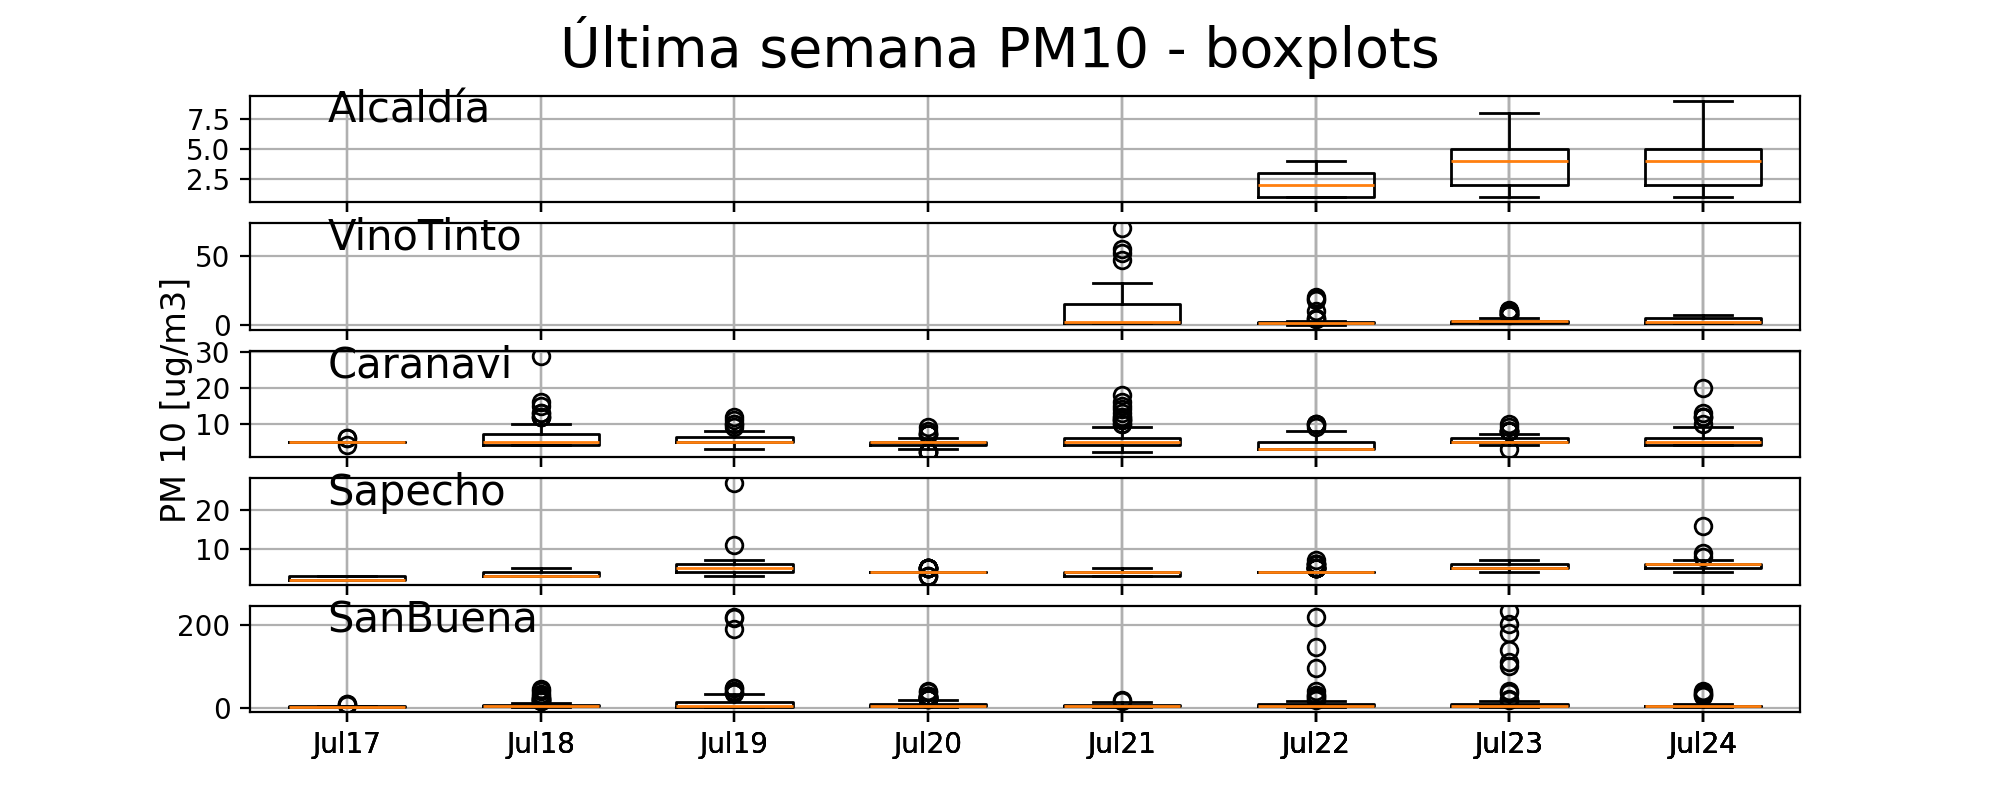 Última semana PM10 - boxplots
Alcaldía
7.5
5.0
2.5
VinoTinto
50
0
PM 10 [ug/m3]
Caranavi
30
20
10
Sapecho
20
10
SanBuena
200
0
Jul17 Jul18 Jul19 Jul20 Jul21 Jul22 Jul23 Jul24